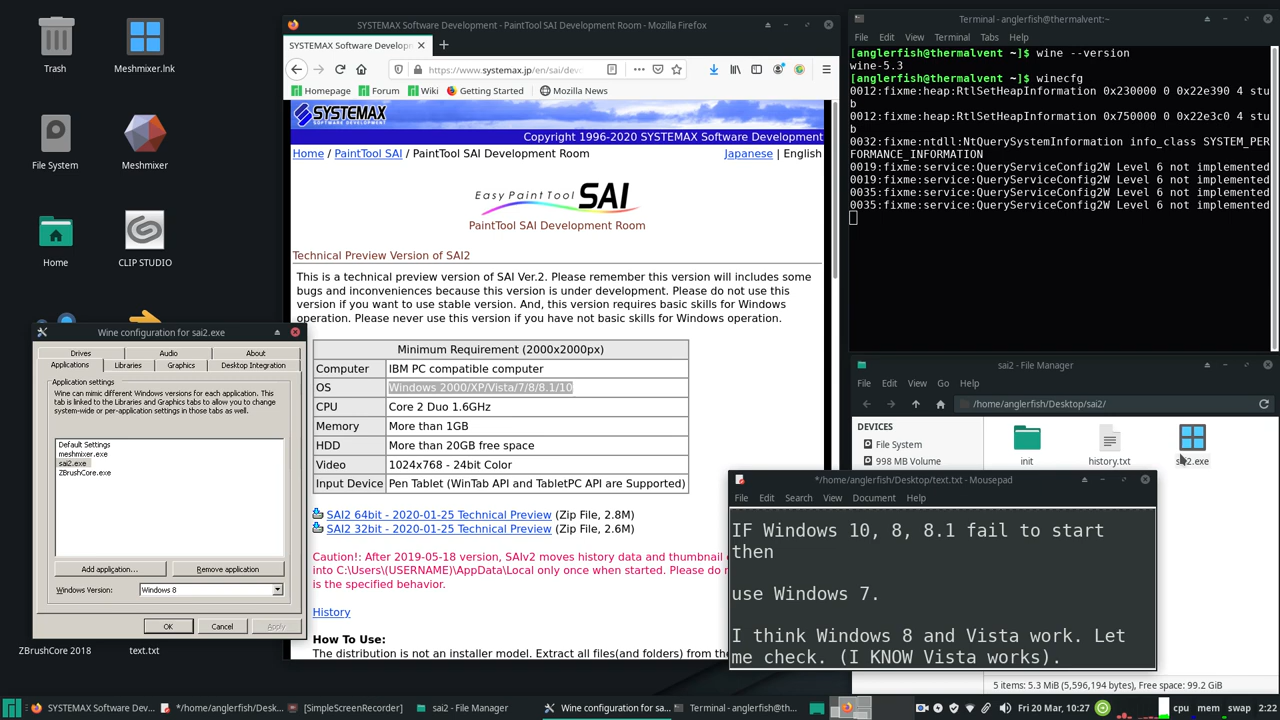 Trash
Meshmixer.lnk
File System
Meshmixer
Home
CLIP STUDIO
ZBrushCore 2018
text.txt
SYSTEMAX Software Development - PaintTool SAI Development Room - Mozilla Firefox
SYSTEMAX Software Develop
https://www.systemax.jp/en/sai/dev
Homepage
Forum
Wiki
Getting Started
Mozilla News
SYSTEMAX
SOFTWARE DEVELOPMENT
Copyright 1996-2020 SYSTEMAX Software Development
Home / PaintTool SAI / PaintTool SAI Development Room
Japanese | English
Easy PaintTool SAI
PaintTool SAI Development Room
Technical Preview Version of SAI2
This is a technical preview version of SAI Ver.2. Please remember this version will includes some
bugs and inconveniences because this version is under development. Please do not use this
version if you want to use stable version. And, this version requires basic skills for Windows
operation. Please never use this version if you have not basic skills for Windows operation.
Minimum Requirement (2000x2000px)
Computer IBM PC compatible computer
OS Windows 2000/XP/Vista/7/8/8.1/10
CPU Core 2 Duo 1.6GHz
Memory More than 1GB
HDD More than 20GB free space
Video 1024x768 - 24bit Color
Input Device Pen Tablet (WinTab API and TabletPC API are Supported)
SAI2 64bit - 2020-01-25 Technical Preview (Zip File, 2.8M)
SAI2 32bit - 2020-01-25 Technical Preview (Zip File, 2.6M)
Caution!: After 2019-05-18 version, SAIv2 moves history data and thumbnail
into C:\Users\(USERNAME)\AppData\Local only once when started. Please do
is the specified behavior.
History
How To Use:
The distribution is not an installer model. Extract all files(and folders) from the
Wine configuration for sai2.exe
Drives Audio About
Applications Libraries Graphics Desktop Integration
Application settings
Wine can mimic different Windows versions for each application. This
tab is linked to the Libraries and Graphics tabs to allow you to change
system-wide or per-application settings in those tabs as well.
Default Settings
meshmixer.exe
sai2.exe
ZBrushCore.exe
Add application...
Remove application
Windows Version:
Windows 8
OK
Cancel
Apply
Terminal - anglerfish@thermalvent:~
File Edit View Terminal Tabs Help
[anglerfish@thermalvent ~]$ wine --version
wine-5.3
[anglerfish@thermalvent ~]$ winecfg
0012:fixme:heap:RtlSetHeapInformation 0x230000 0 0x22e390 4 stu
b
0012:fixme:heap:RtlSetHeapInformation 0x750000 0 0x22e3c0 4 stu
b
0032:fixme:ntdll:NtQuerySystemInformation info_class SYSTEM_PER
FORMANCE_INFORMATION
0019:fixme:service:QueryServiceConfig2W Level 6 not implemented
0019:fixme:service:QueryServiceConfig2W Level 6 not implemented
0035:fixme:service:QueryServiceConfig2W Level 6 not implemented
0035:fixme:service:QueryServiceConfig2W Level 6 not implemented
sai2 - File Manager
File Edit View Go Help
/home/anglerfish/Desktop/sai2/
DEVICES
File System
998 MB Volume
init
history.txt
sai2.exe
5 items: 5.3 MiB (5,596,194 bytes), Free space: 99.2 GiB
*/home/anglerfish/Desktop/text.txt - Mousepad
File Edit Search View Document Help
IF Windows 10, 8, 8.1 fail to start
then
use Windows 7.
I think Windows 8 and Vista work. Let
me check. (I KNOW Vista works).
SYSTEMAX Software Dev...
*/home/anglerfish/Desk...
[SimpleScreenRecorder]
sai2 - File Manager
Wine configuration for sa...
Terminal - anglerfish@th...
Fri 20 Mar, 10:27
cpu
mem
swap
2:22